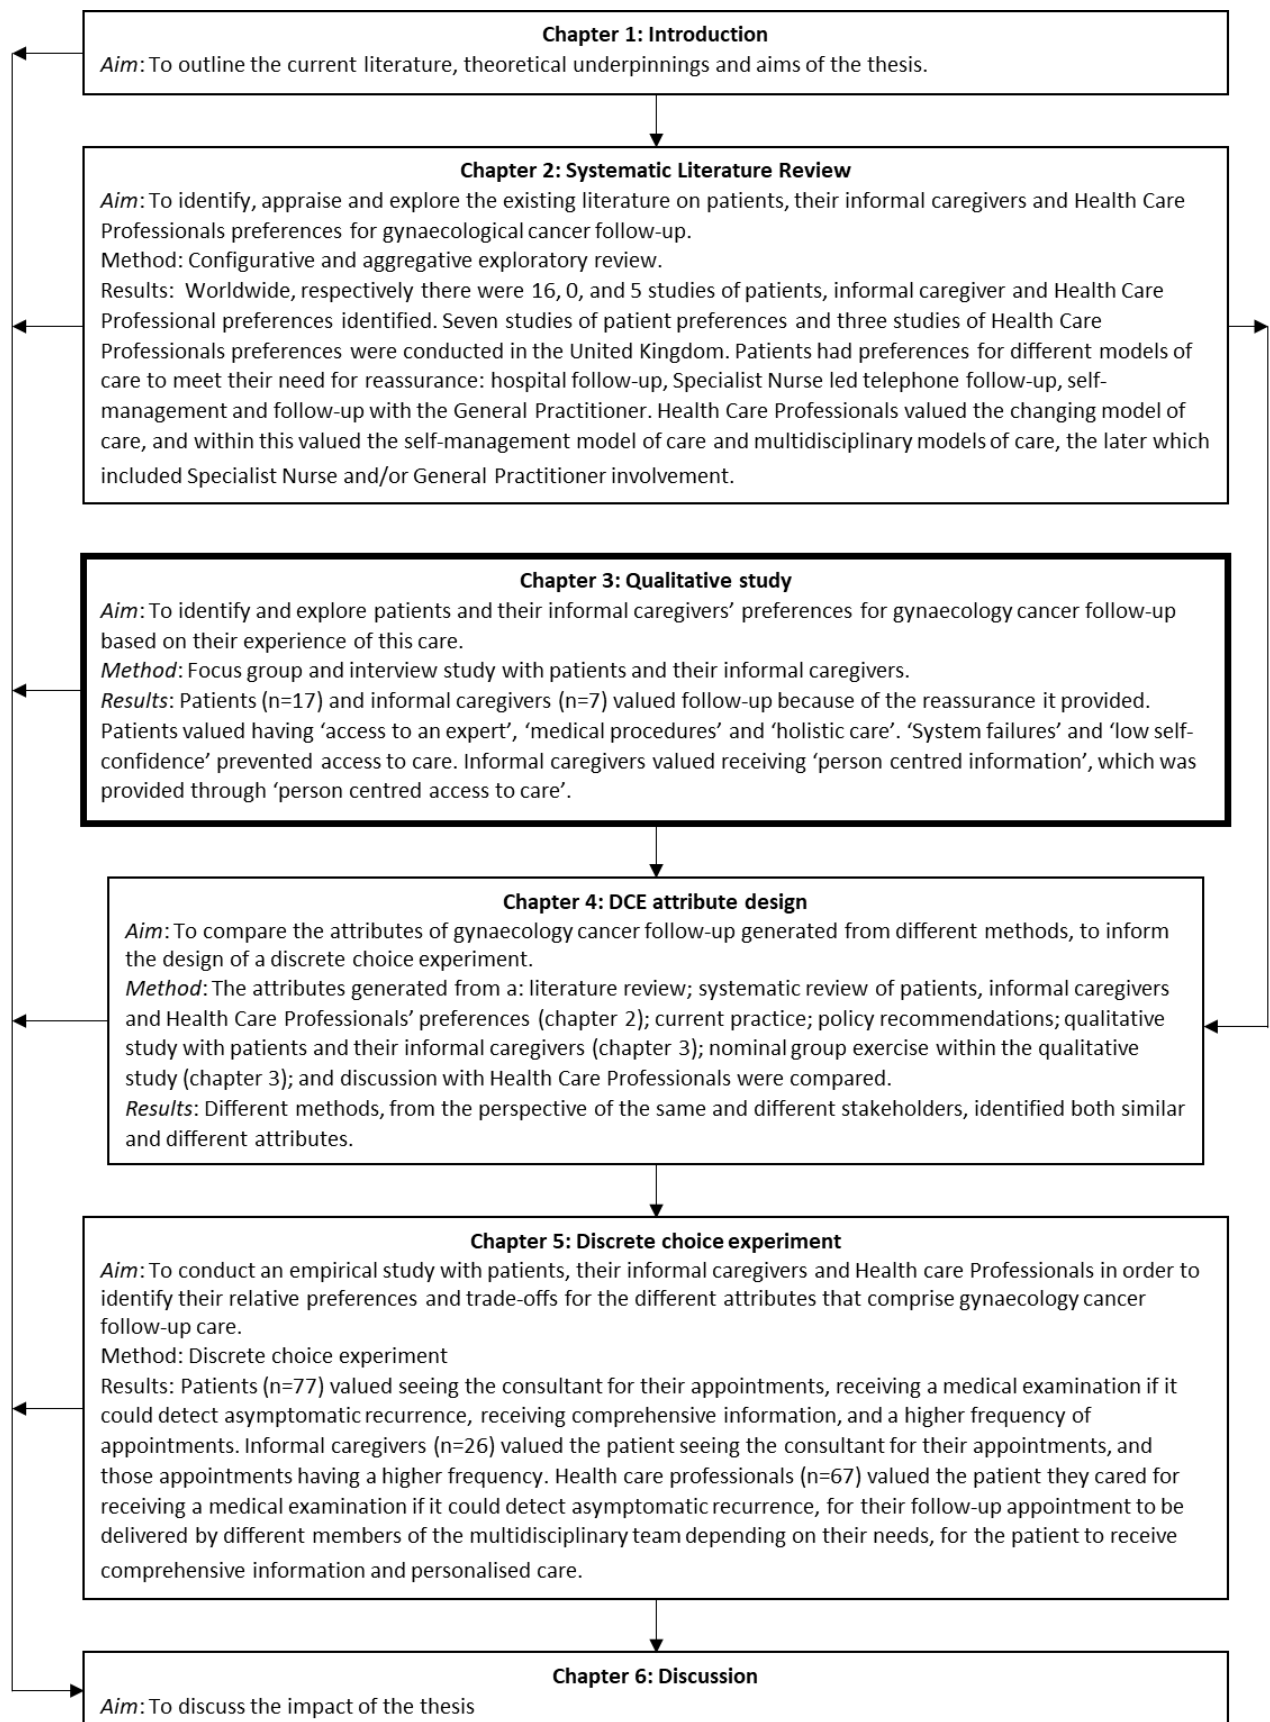 Chapter 1: Introduction
Aim: To outline the current literature, theoretical underpinnings and aims of the thesis.
Chapter 2: Systematic Literature Review
Aim: To identify, appraise and explore the existing literature on patients, their informal caregivers and Health Care
Professionals preferences for gynaecological cancer follow-up.
Method: Configurative and aggregative exploratory review.
Results: Worldwide, respectively there were 16, 0, and 5 studies of patients, informal caregiver and Health Care
Professional preferences identified. Seven studies of patient preferences and three studies of Health Care
Professionals preferences were conducted in the United Kingdom. Patients had preferences for different models of
care to meet their need for reassurance: hospital follow-up, Specialist Nurse led telephone follow-up, self-
management and follow-up with the General Practitioner. Health Care Professionals valued the changing model of
care, and within this valued the self-management model of care and multidisciplinary models of care, the later which
included Specialist Nurse and/or General Practitioner involvement.
Chapter 3: Qualitative study
Aim: To identify and explore patients and their informal caregivers’ preferences for gynaecology cancer follow-up
based on their experience of this care.
Method: Focus group and interview study with patients and their informal caregivers.
Results: Patients (n=17) and informal caregivers (n=7) valued follow-up because of the reassurance it provided.
Patients valued having ‘access to an expert’, ‘medical procedures’ and ‘holistic care’. ‘System failures’ and ‘low self-
confidence’ prevented access to care. Informal caregivers valued receiving ‘person centred information’, which was
provided through ‘person centred access to care’.
Chapter 4: DCE attribute design
Aim: To compare the attributes of gynaecology cancer follow-up generated from different methods, to inform
the design of a discrete choice experiment.
Method: The attributes generated from a: literature review; systematic review of patients, informal caregivers
and Health Care Professionals’ preferences (chapter 2); current practice; policy recommendations; qualitative
study with patients and their informal caregivers (chapter 3); nominal group exercise within the qualitative
study (chapter 3); and discussion with Health Care Professionals were compared.
Results: Different methods, from the perspective of the same and different stakeholders, identified both similar
and different attributes.
Chapter 5: Discrete choice experiment
Aim: To conduct an empirical study with patients, their informal caregivers and Health care Professionals in order to
identify their relative preferences and trade-offs for the different attributes that comprise gynaecology cancer
follow-up care.
Method: Discrete choice experiment
Results: Patients (n=77) valued seeing the consultant for their appointments, receiving a medical examination if it
could detect asymptomatic recurrence, receiving comprehensive information, and a higher frequency of
appointments. Informal caregivers (n=26) valued the patient seeing the consultant for their appointments, and
those appointments having a higher frequency. Health care professionals (n=67) valued the patient they cared for
receiving a medical examination if it could detect asymptomatic recurrence, for their follow-up appointment to be
delivered by different members of the multidisciplinary team depending on their needs, for the patient to receive
comprehensive information and personalised care.
Chapter 6: Discussion
Aim: To discuss the impact of the thesis